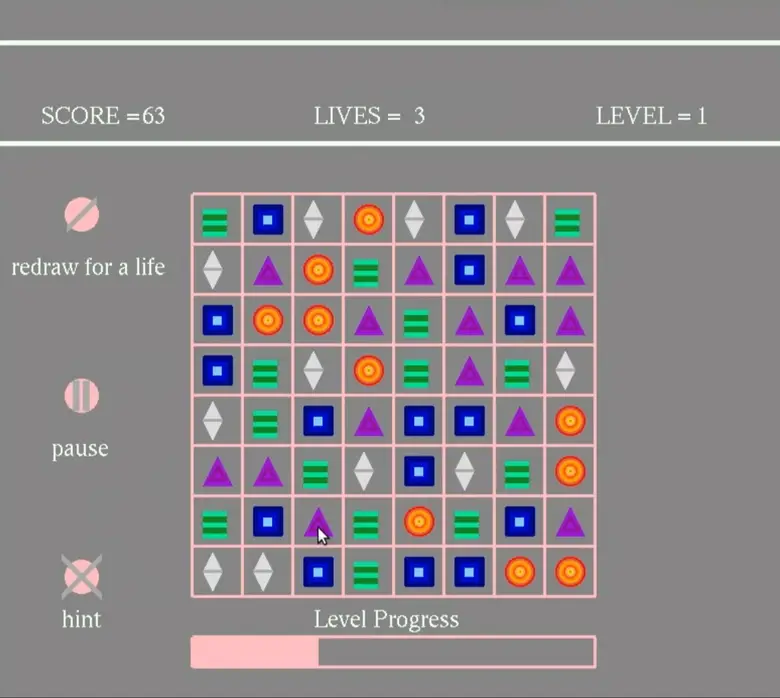 SCORE =63
LIVES = 3
LEVEL = 1
redraw for a life
pause
hint
Level Progress